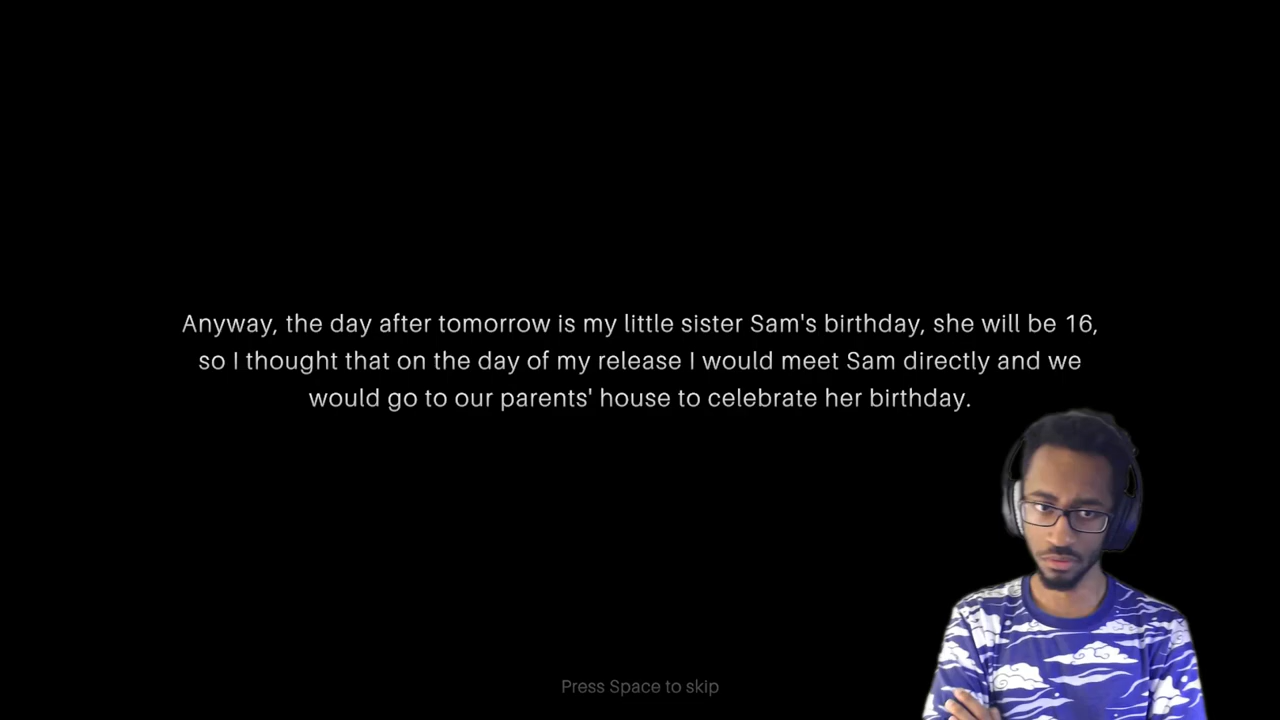 Anyway, the day after tomorrow is my little sister Sam's birthday, she will be 16,
so I thought that on the day of my release I would meet Sam directly and we
would go to our parents' house to celebrate her birthday.
Press Space to skip